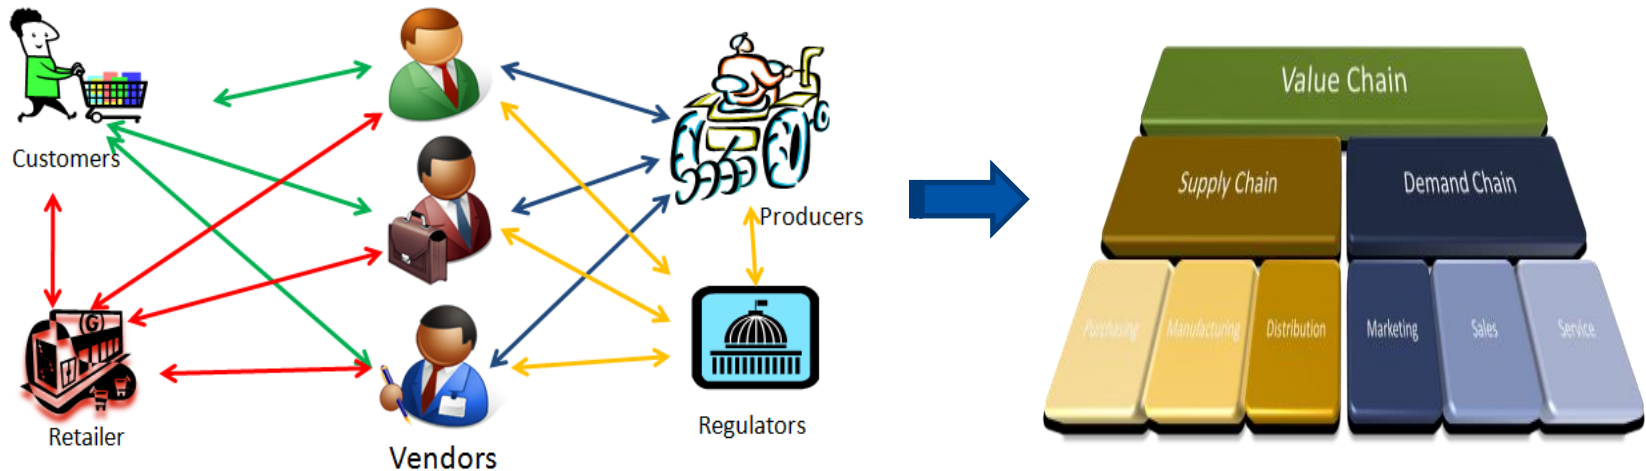 Customers
Retailer
G
Vendors
Producers
Regulators
Value Chain
Supply Chain
Demand Chain
Purchasing
Manufacturing
Distribution
Marketing
Sales
Service